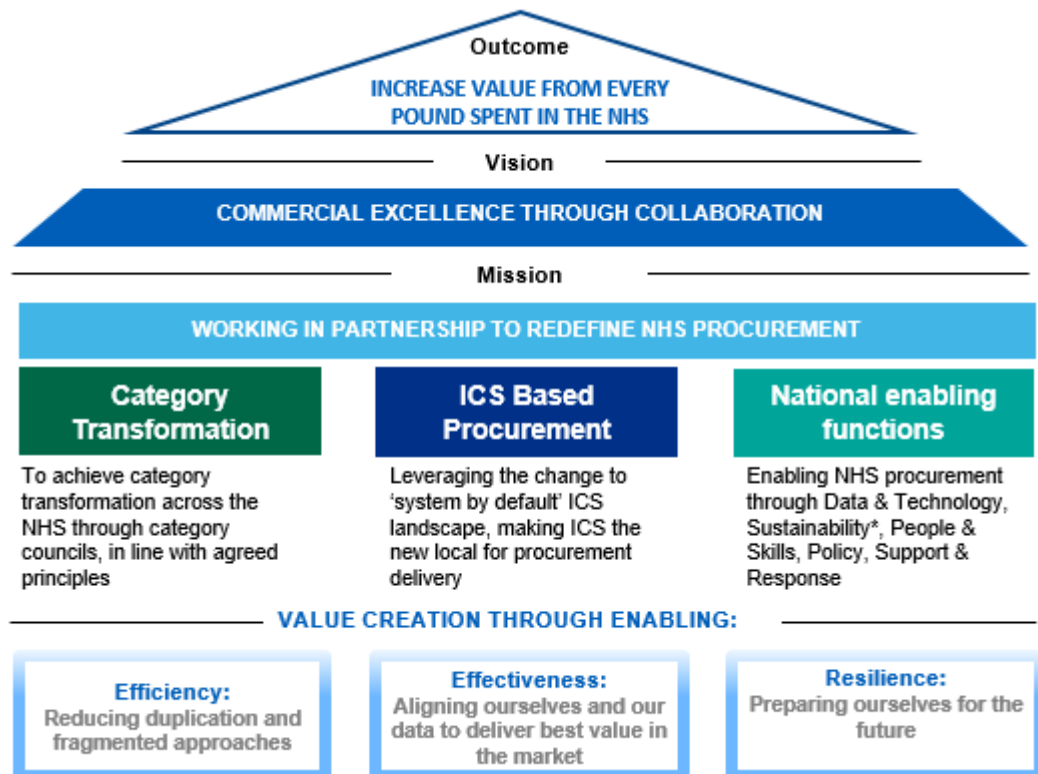 Outcome
INCREASE VALUE FROM EVERY
POUND SPENT IN THE NHS
Vision
COMMERCIAL EXCELLENCE THROUGH COLLABORATION
Mission
WORKING IN PARTNERSHIP TO REDEFINE NHS PROCUREMENT
Category
Transformation
To achieve category
transformation across the
NHS through category
councils, in line with agreed
principles
ICS Based
Procurement
Leveraging the change to
‘system by default’ ICS
landscape, making ICS the
new local for procurement
delivery
National enabling
functions
Enabling NHS procurement
through Data & Technology,
Sustainability*, People &
Skills, Policy, Support &
Response
VALUE CREATION THROUGH ENABLING:
Efficiency:
Reducing duplication and
fragmented approaches
Effectiveness:
Aligning ourselves and our
data to deliver best value in
the market
Resilience:
Preparing ourselves for the
future